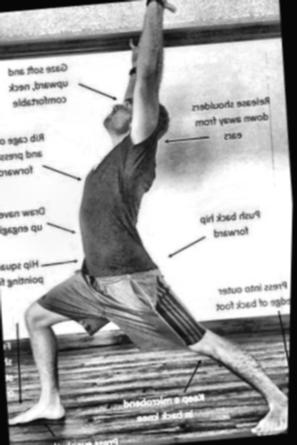 Gaze soft and
upward, neck
comfortable
Release shoulders
down away from
ears
Rib cage
and press
forward
Draw nave
up engagi
Push back hip
forward
Hip squa
pointing
Press into outer
edge of back foot
Keep a microbend
in back knee
Press